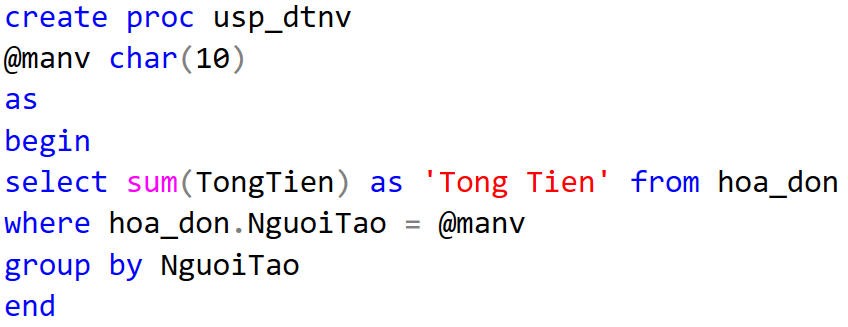 create proc usp_dtnv
@manv char(10)
as
begin
select sum(TongTien) as 'Tong Tien' from hoa_don
where hoa_don.NguoiTao = @manv
group by NguoiTao
end